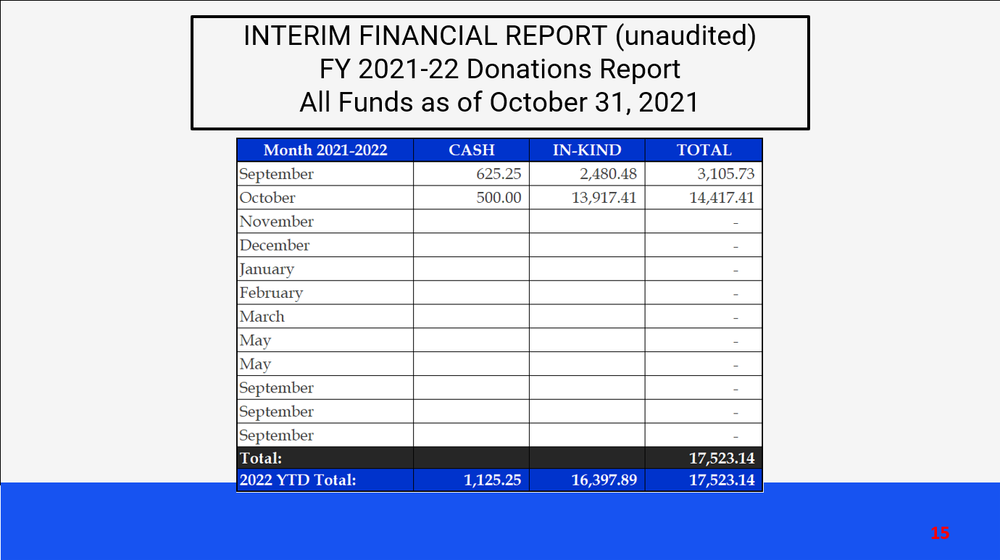 INTERIM FINANCIAL REPORT (unaudited)
FY 2021-22 Donations Report
All Funds as of October 31, 2021
Month 2021-2022 CASH IN-KIND TOTAL
September 625.25 2,480.48 3,105.73
October 500.00 13,917.41 14,417.41
November -
December -
January -
February -
March -
May -
May -
September -
September -
September -
Total: 17,523.14
2022 YTD Total: 1,125.25 16,397.89 17,523.14
15